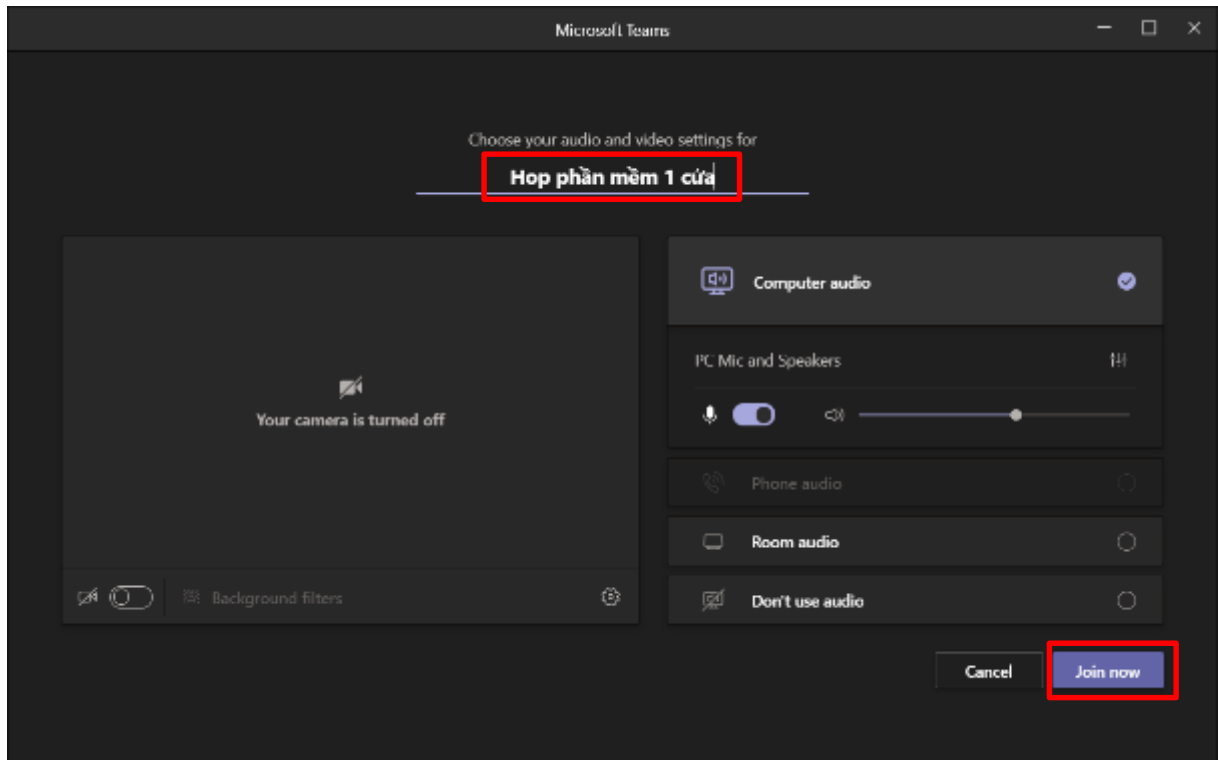 Microsoft Teams
Choose your audio and video settings for
Hop phần mềm 1 cửa
Computer audio
PC Mic and Speakers
Your camera is turned off
Phone audio
Room audio
Background filters
Don't use audio
Cancel
Join now